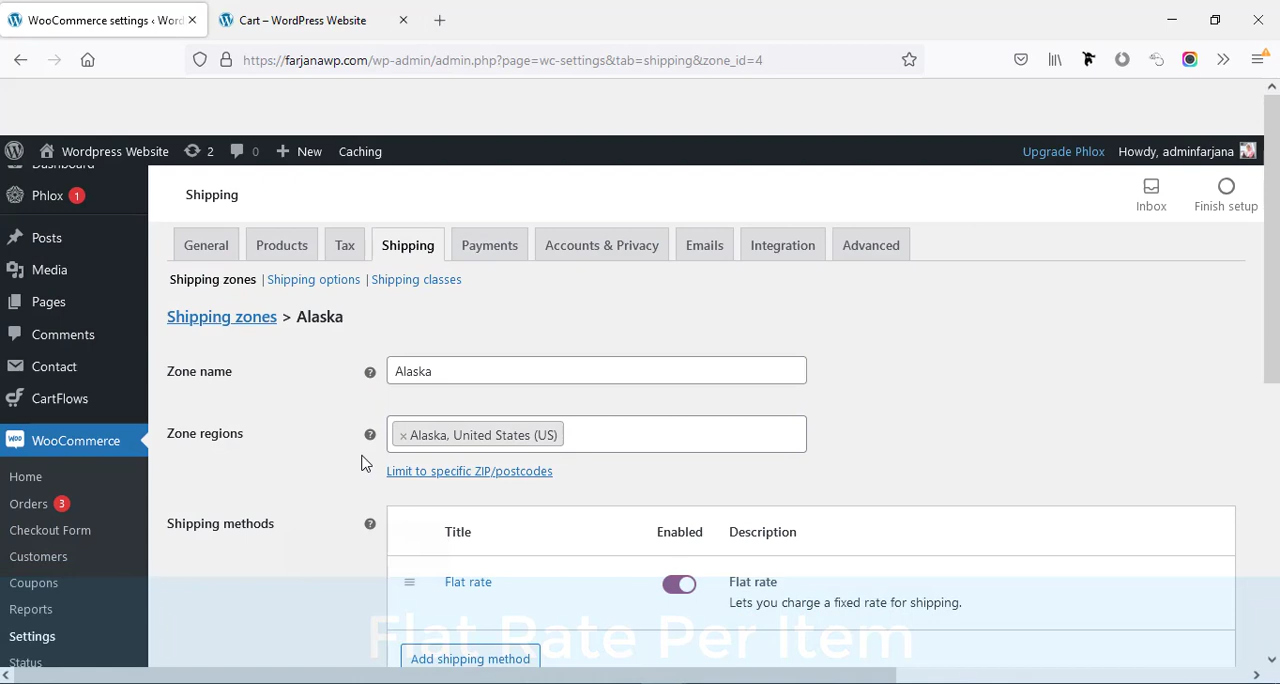 WooCommerce settings ‹ Word
Cart – WordPress Website
https://farjanawp.com/wp-admin/admin.php?page=wc-settings&tab=shipping&zone_id=4
Wordpress Website
2
0
New
Caching
Upgrade Phlox
Howdy, adminfarjana
Dashboard
Phlox 1
Posts
Media
Pages
Comments
Contact
CartFlows
WooCommerce
Home
Orders 3
Checkout Form
Customers
Coupons
Reports
Settings
Status
Shipping
Inbox
Finish setup
General
Products
Tax
Shipping
Payments
Accounts & Privacy
Emails
Integration
Advanced
Shipping zones | Shipping options | Shipping classes
Shipping zones > Alaska
Zone name
Alaska
Zone regions
× Alaska, United States (US)
Limit to specific ZIP/postcodes
Shipping methods
Title Enabled Description
Flat rate
Flat rate
Lets you charge a fixed rate for shipping.
Flat Rate Per Item
Add shipping method